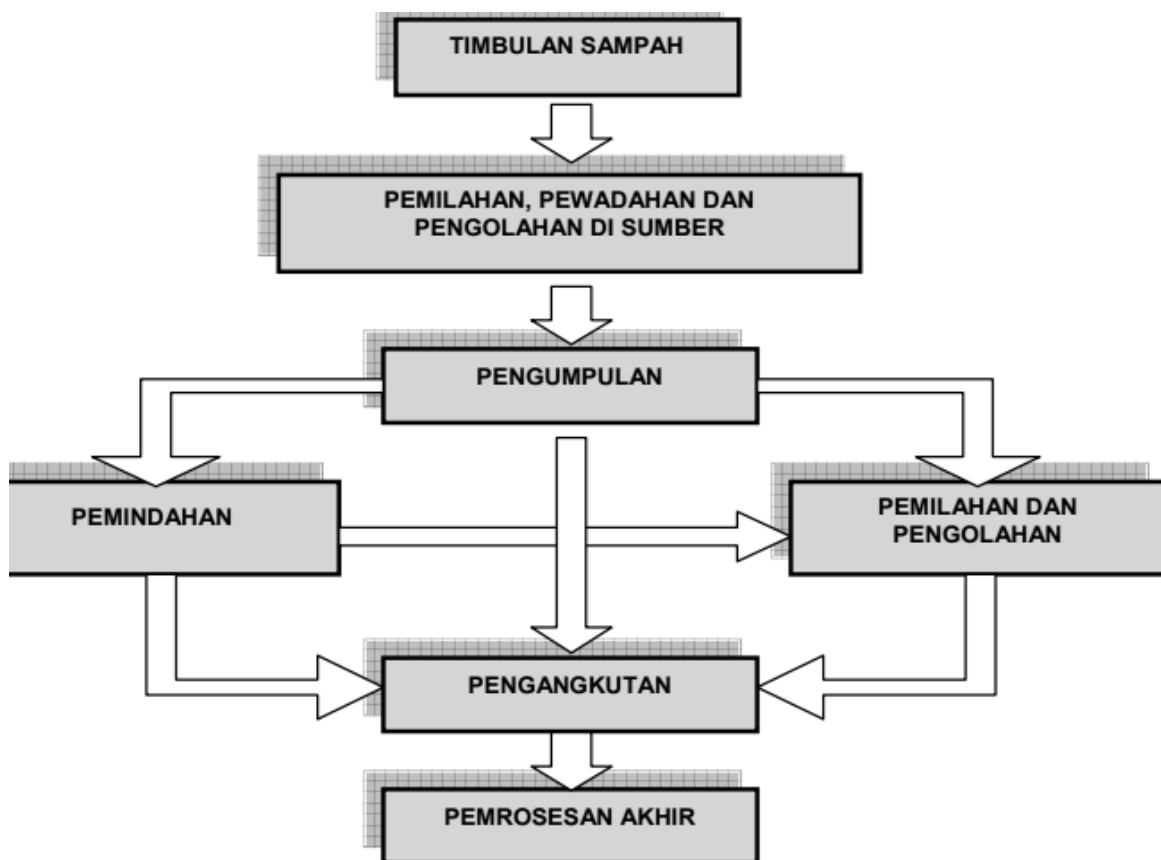 TIMBULAN SAMPAH
PEMILAHAN, PEWADAHAN DAN
PENGOLAHAN DI SUMBER
PENGUMPULAN
PEMINDAHAN
PEMILAHAN DAN
PENGOLAHAN
PENGANGKUTAN
PEMROSESAN AKHIR